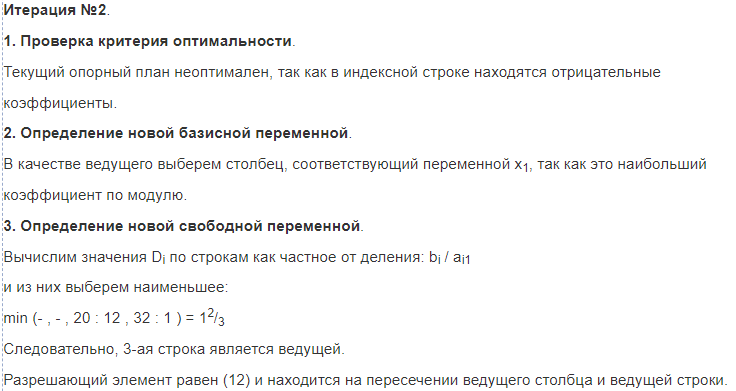 Итерация №2.
1. Проверка критерия оптимальности.
Текущий опорный план неоптимален, так как в индексной строке находятся отрицательные
коэффициенты.
2. Определение новой базисной переменной.
В качестве ведущего выберем столбец, соответствующий переменной x₁, так как это наибольший
коэффициент по модулю.
3. Определение новой свободной переменной.
Вычислим значения Dᵢ по строкам как частное от деления: bᵢ / aᵢ₁
и из них выберем наименьшее:
min (- , - , 20 : 12 , 32 : 1 ) = 1²/₃
Следовательно, 3-ая строка является ведущей.
Разрешающий элемент равен (12) и находится на пересечении ведущего столбца и ведущей строки.